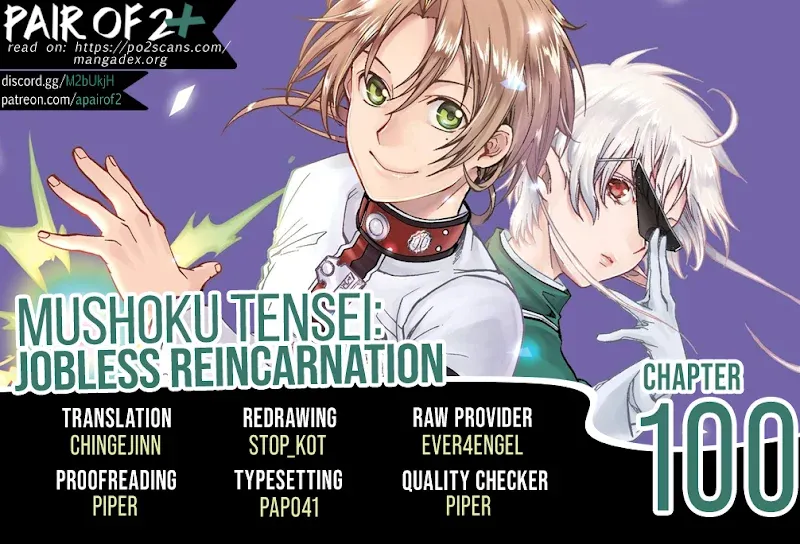 PAIR OF 2+
read on: https://po2scans.com/
mangadex.org
discord.gg/M2bUkjH
patreon.com/apairof2
MUSHOKU TENSEI:
JOBLESS REINCARNATION
CHAPTER
100
TRANSLATION
CHINGEJINN
REDRAWING
STOP_KOT
RAW PROVIDER
EVER4ENGEL
PROOFREADING
PIPER
TYPESETTING
PAPO41
QUALITY CHECKER
PIPER